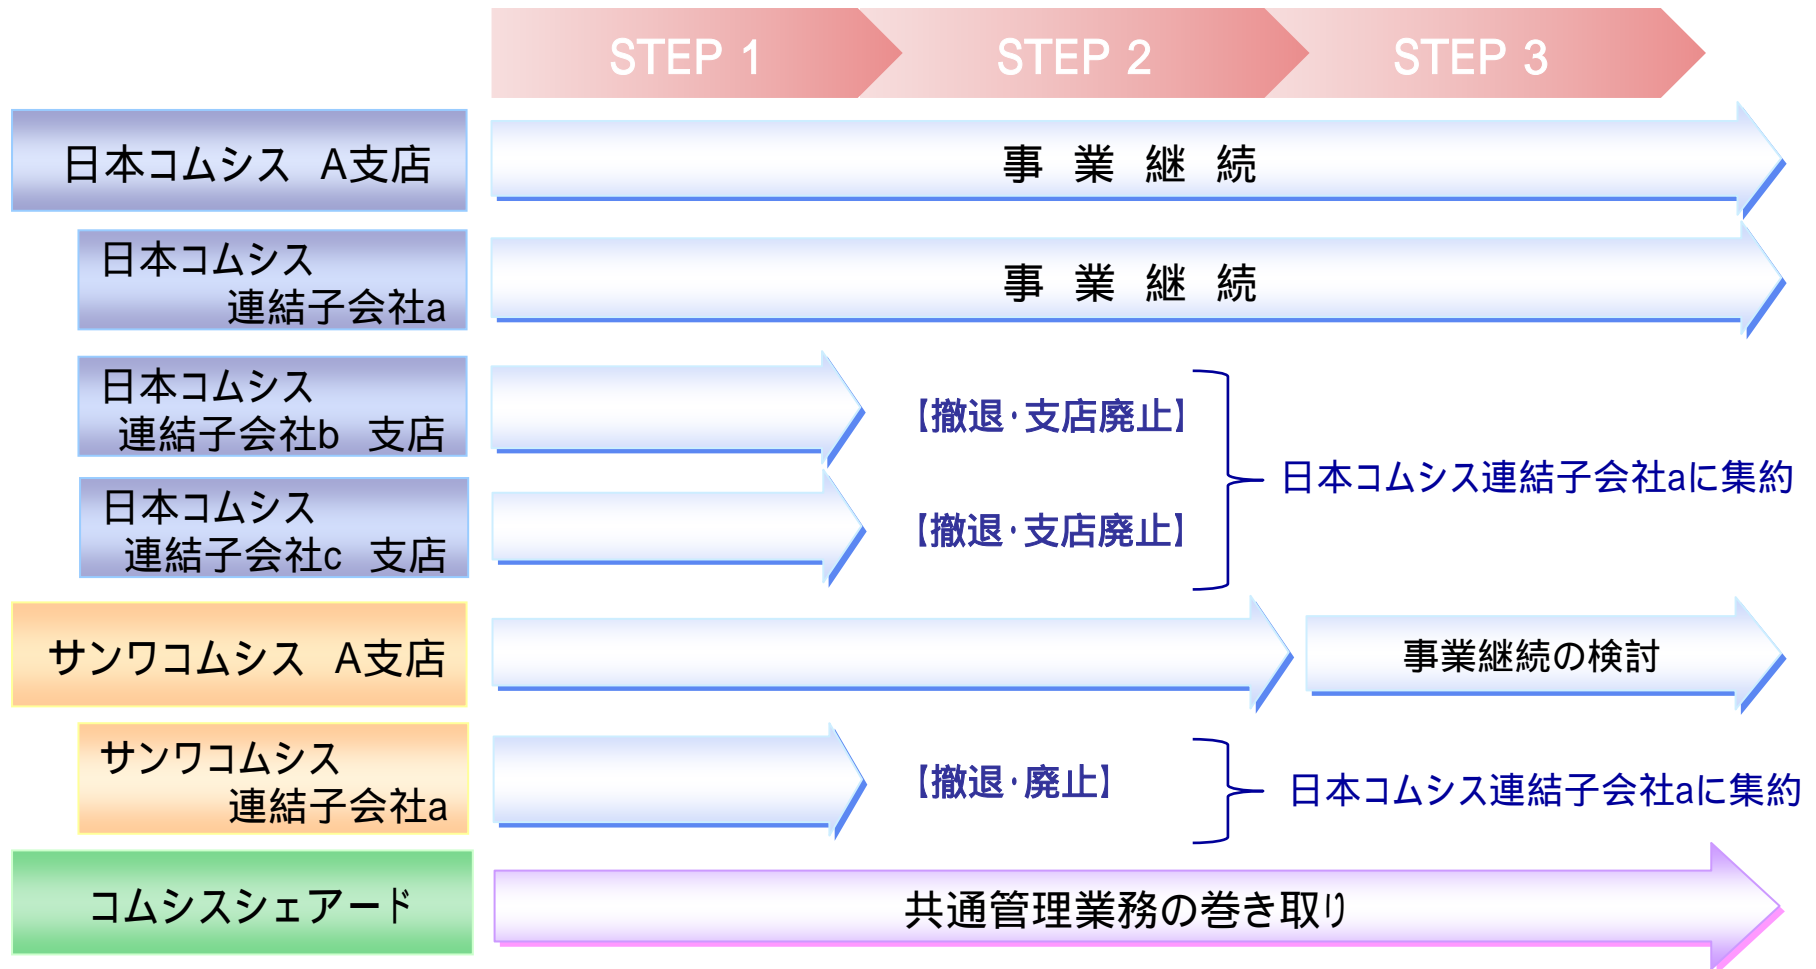 STEP 1 STEP 2 STEP 3
日本コムシス　A支店
事　業　継　続
日本コムシス
連結子会社a
事　業　継　続
日本コムシス
連結子会社b　支店
【撤退・支店廃止】
日本コムシス連結子会社aに集約
日本コムシス
連結子会社c　支店
【撤退・支店廃止】
サンワコムシス　A支店
事業継続の検討
サンワコムシス
連結子会社a
【撤退・廃止】
日本コムシス連結子会社aに集約
コムシスシェアード
共通管理業務の巻き取り